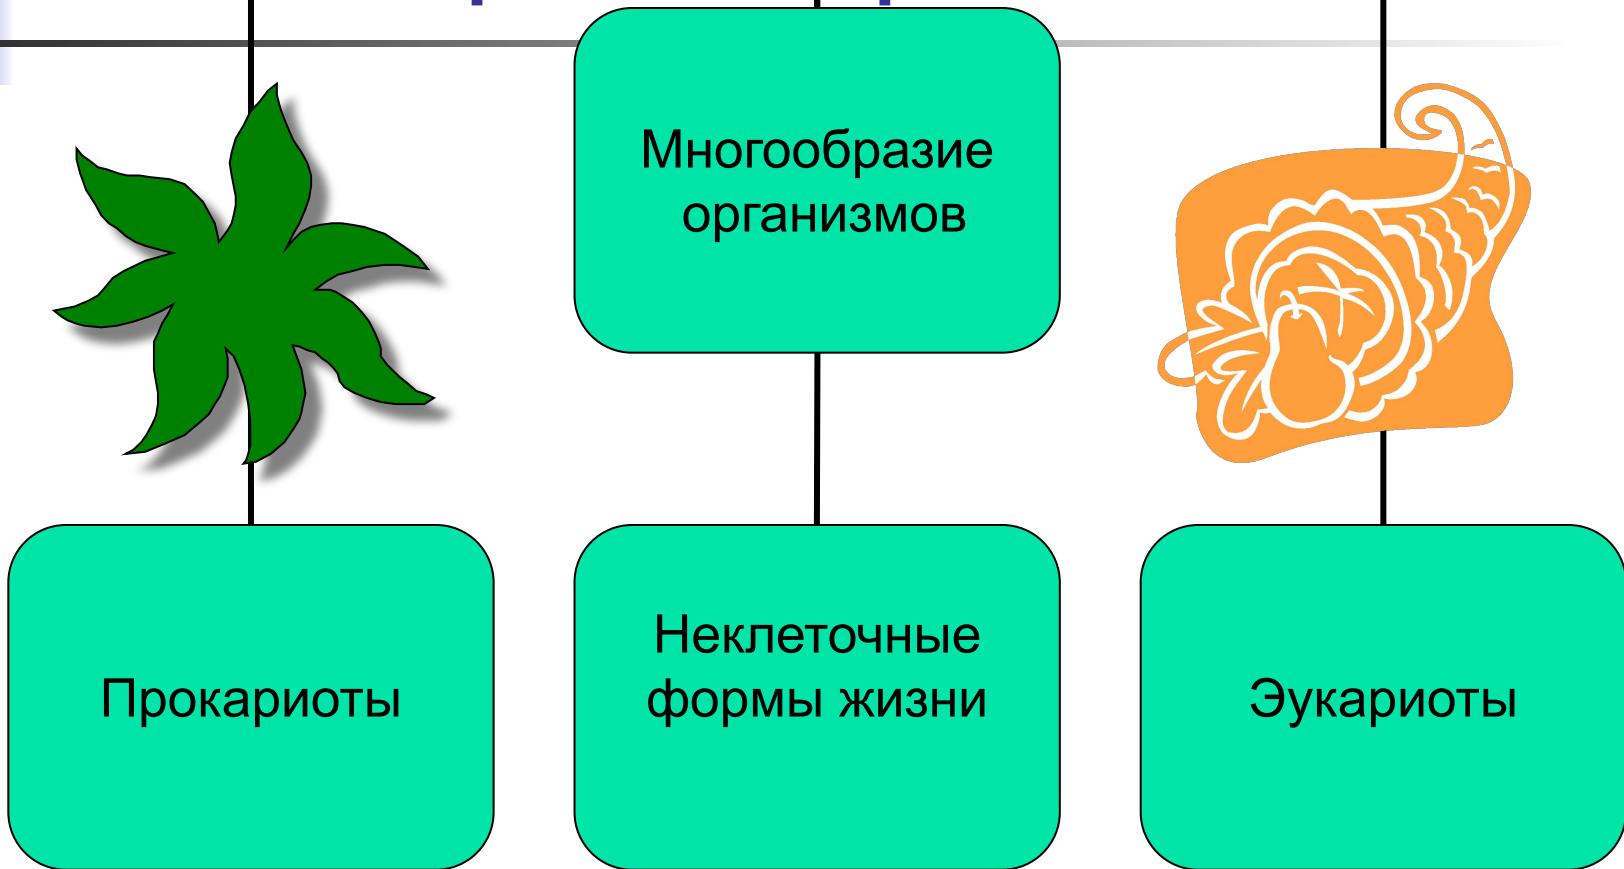 Многообразие
организмов
Прокариоты
Неклеточные
формы жизни
Эукариоты